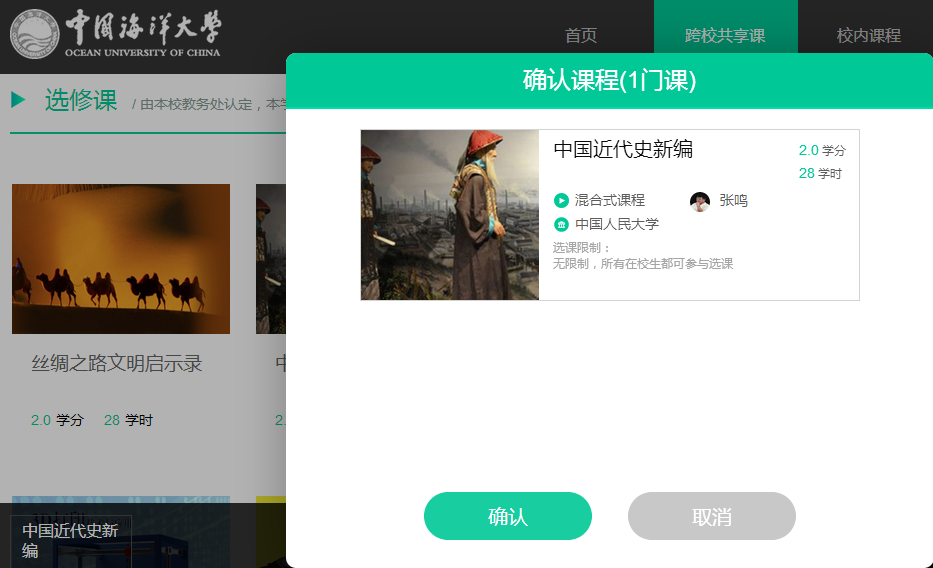 中国海洋大学
OCEAN UNIVERSITY OF CHINA
首页
跨校共享课
校内课程
选修课
/ 由本校教务处认定，本学
确认课程(1门课)
中国近代史新编
2.0 学分
28 学时
混合式课程
张鸣
中国人民大学
选课限制：
无限制，所有在校生都可参与选课
丝绸之路文明启示录
中
2.0 学分 28 学时
2.
中国近代史新
编
确认
取消